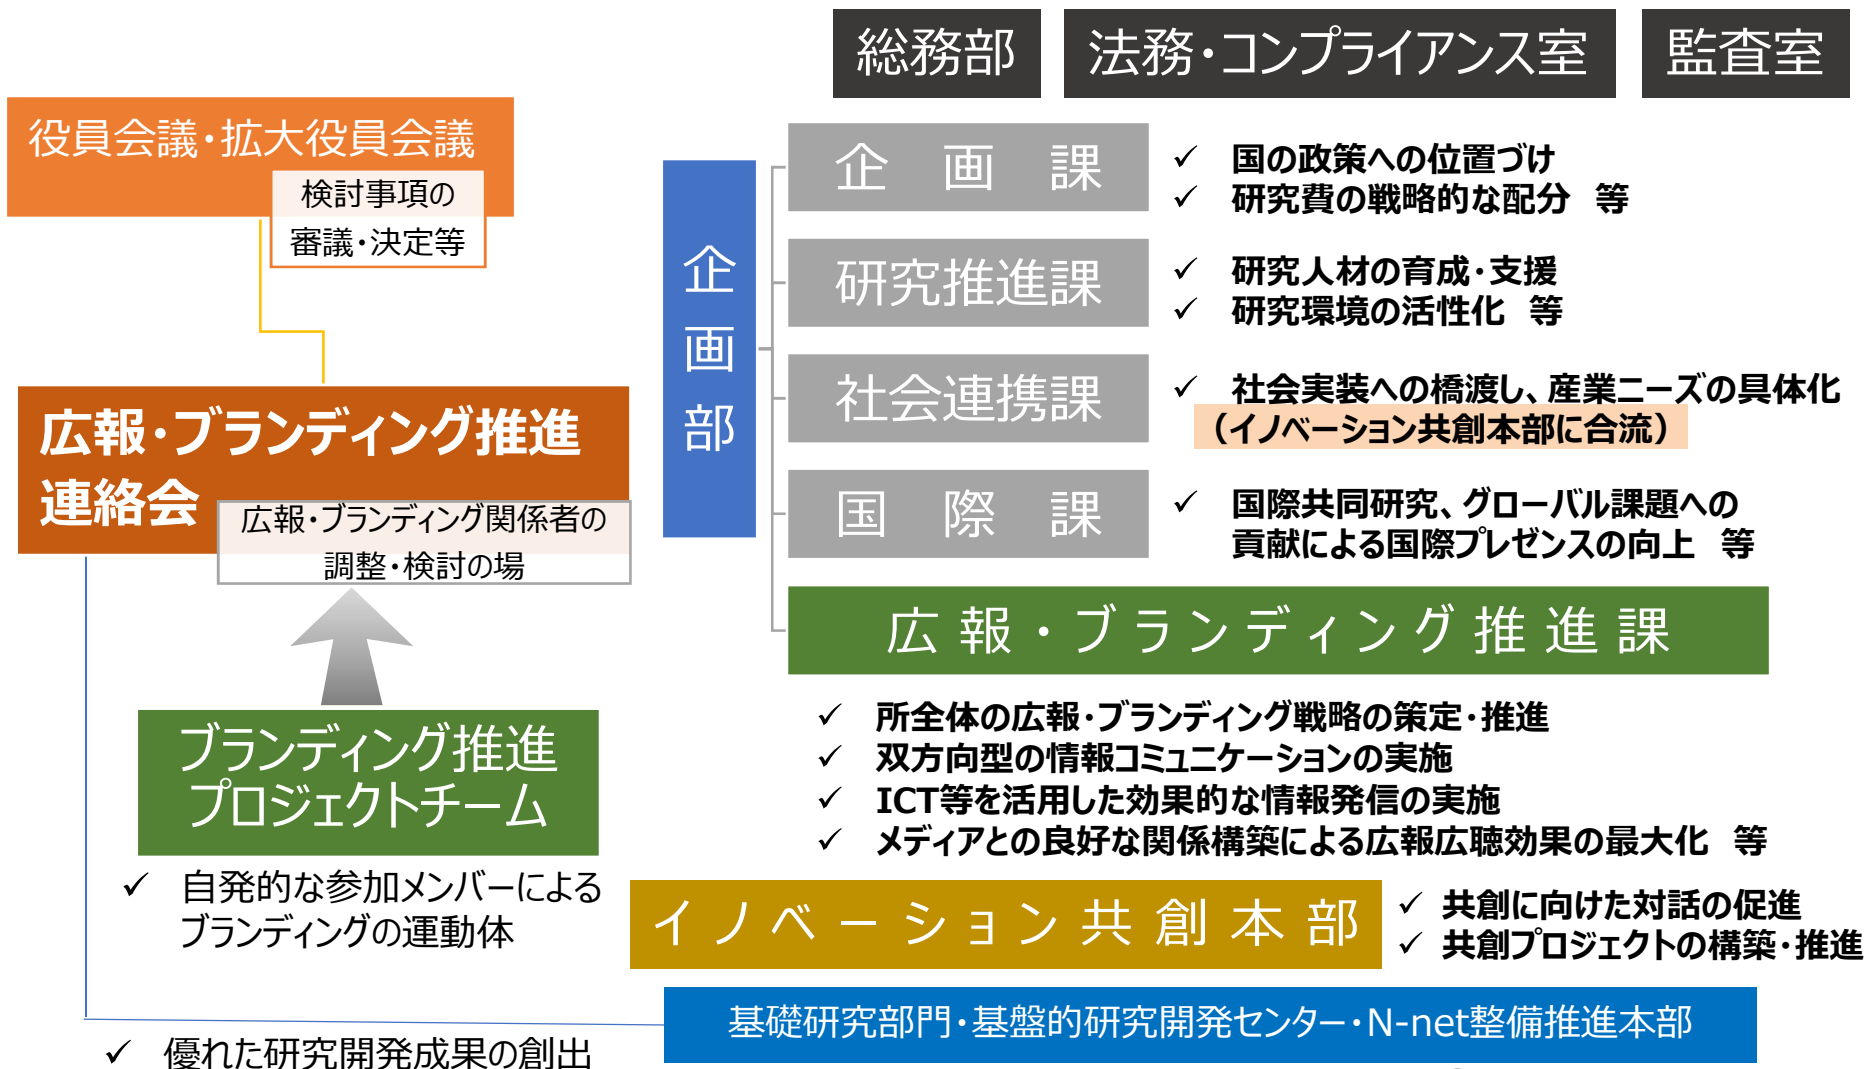 総務部
法務・コンプライアンス室
監査室
役員会議・拡大役員会議
検討事項の
審議・決定等
広報・ブランディング推進
連絡会
広報・ブランディング関係者の
調整・検討の場
ブランディング推進
プロジェクトチーム
✓ 自発的な参加メンバーによる
ブランディングの運動体
企画部
企　画　課
✓ 国の政策への位置づけ
✓ 研究費の戦略的な配分　等
研究推進課
✓ 研究人材の育成・支援
✓ 研究環境の活性化　等
社会連携課
✓ 社会実装への橋渡し、産業ニーズの具体化
（イノベーション共創本部に合流）
国　際　課
✓ 国際共同研究、グローバル課題への
貢献による国際プレゼンスの向上　等
広報・ブランディング推進課
✓ 所全体の広報・ブランディング戦略の策定・推進
✓ 双方向型の情報コミュニケーションの実施
✓ ICT等を活用した効果的な情報発信の実施
✓ メディアとの良好な関係構築による広報広聴効果の最大化　等
イノベーション共創本部
✓ 共創に向けた対話の促進
✓ 共創プロジェクトの構築・推進
基礎研究部門・基盤的研究開発センター・N-net整備推進本部
✓ 優れた研究開発成果の創出